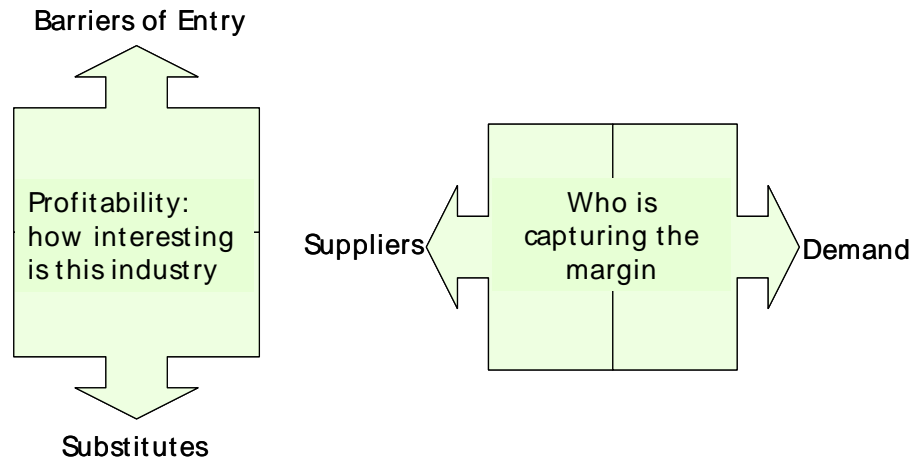 Barriers of Entry
Profitability:
how interesting
is this industry
Substitutes
Suppliers
Who is
capturing the
margin
Demand